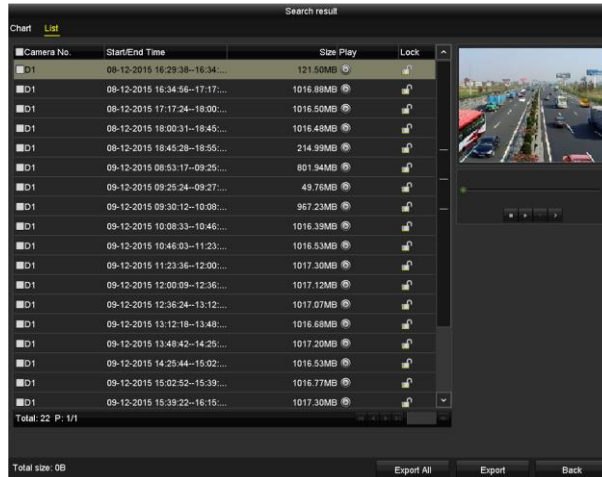 Search result
Chart List
Camera No. Start/End Time Size Play Lock
D1 08-12-2015 16:29:38--16:34:... 121.50MB
D1 08-12-2015 16:34:56--17:17:... 1016.88MB
D1 08-12-2015 17:17:24--18:00:... 1016.50MB
D1 08-12-2015 18:00:31--18:45:... 1016.48MB
D1 08-12-2015 18:45:28--18:55:... 214.99MB
D1 09-12-2015 08:53:17--09:25:... 801.94MB
D1 09-12-2015 09:25:24--09:27:... 49.76MB
D1 09-12-2015 09:30:12--10:08:... 967.23MB
D1 09-12-2015 10:08:33--10:46:... 1016.39MB
D1 09-12-2015 10:46:03--11:23:... 1016.53MB
D1 09-12-2015 11:23:36--12:00:... 1017.30MB
D1 09-12-2015 12:00:09--12:36:... 1017.12MB
D1 09-12-2015 12:36:24--13:12:... 1017.07MB
D1 09-12-2015 13:12:18--13:48:... 1016.68MB
D1 09-12-2015 13:48:42--14:25:... 1017.20MB
D1 09-12-2015 14:25:44--15:02:... 1016.53MB
D1 09-12-2015 15:02:52--15:39:... 1016.77MB
D1 09-12-2015 15:39:22--16:15:... 1017.30MB
Total: 22 P: 1/1
Total size: 0B Export All Export Back